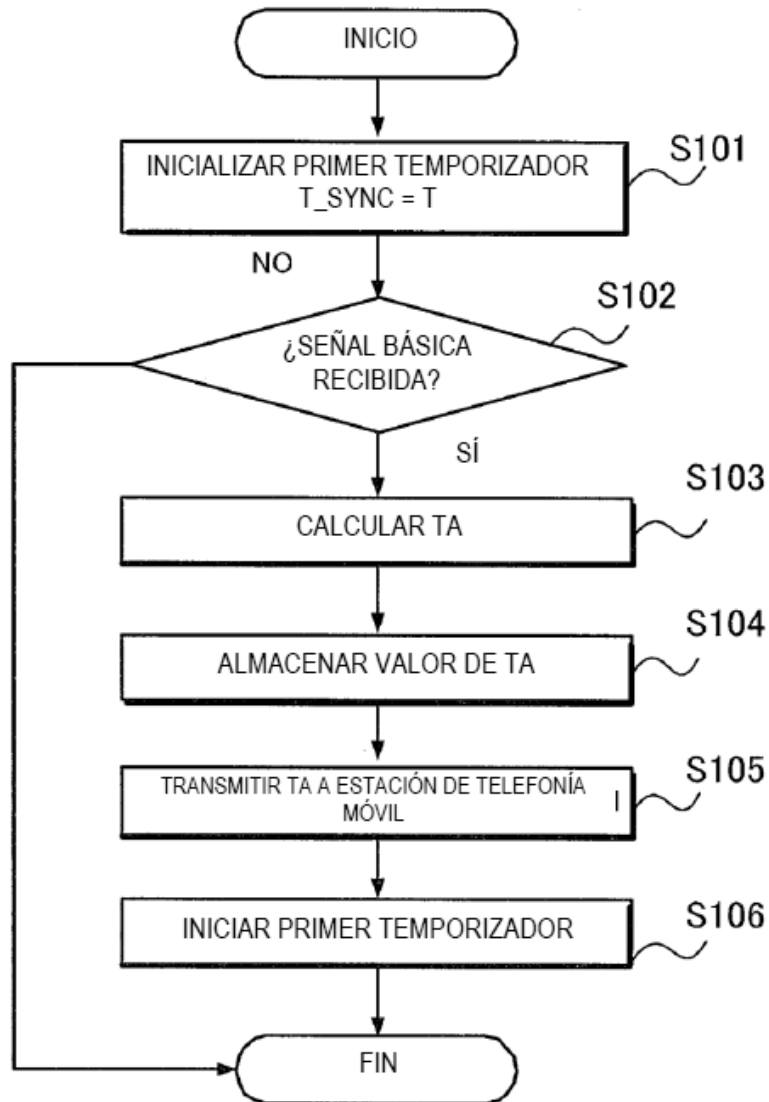 INICIO
INICIALIZAR PRIMER TEMPORIZADOR
T_SYNC = T
S101
NO
S102
¿SEÑAL BÁSICA
RECIBIDA?
SÍ
S103
CALCULAR TA
S104
ALMACENAR VALOR DE TA
S105
TRANSMITIR TA A ESTACIÓN DE TELEFONÍA
MÓVIL
S106
INICIAR PRIMER TEMPORIZADOR
FIN